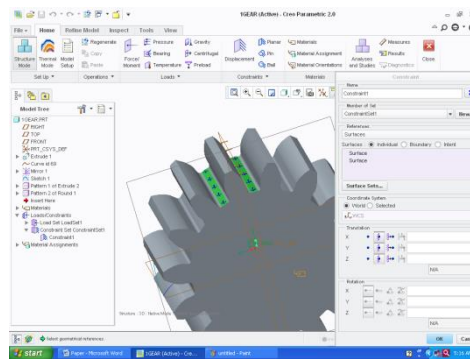 1GEAR (Active) - Creo Parametric 2.0
File Home Refine Model Inspect Tools View
Structure Mode
Thermal Mode
Model Setup
Regenerate
Copy
Paste
Force/Moment
Pressure
Bearing
Temperature
Gravity
Centrifugal
Preload
Displacement
Planar
Pin
Ball
Materials
Material Assignment
Material Orientations
Analyses and Studies
Measures
Results
Diagnostics
Close
Set Up Operations Loads Constraints Materials
Constraint
Model Tree
1GEAR.PRT
RIGHT
TOP
FRONT
PRT_CSYS_DEF
Extrude 1
Curve id 60
Mirror 1
Sketch 1
Pattern 1 of Extrude 2
Pattern 2 of Round 1
Insert Here
Materials
Loads/Constraints
Load Set LoadSet1
Constraint Set ConstraintSet1
Constraint1
Material Assignments
Name
Constraint1
Member of Set
ConstraintSet1
New
References
Surfaces
Surfaces : Individual Boundary Intent
Surface
Surface
Surface Sets...
Coordinate System
World Selected
WCS
Translation
X
Y
Z
N/A
Rotation
X
Y
Z
N/A
OK
Select geometrical references.
start
Paper - Microsoft Word
1GEAR (Active) - Cre...
untitled - Paint